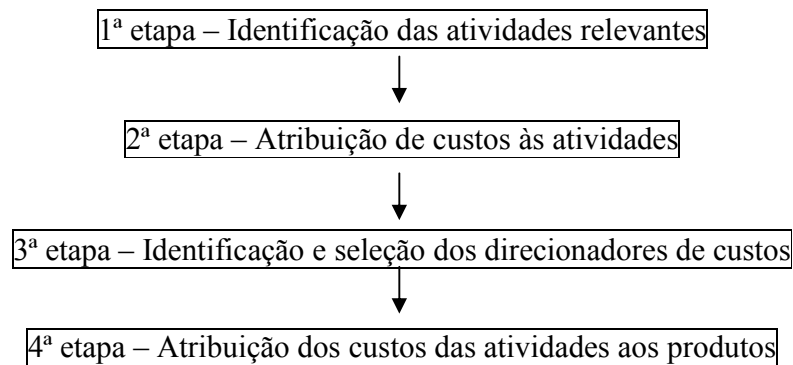 1ª etapa – Identificação das atividades relevantes
2ª etapa – Atribuição de custos às atividades
3ª etapa – Identificação e seleção dos direcionadores de custos
4ª etapa – Atribuição dos custos das atividades aos produtos